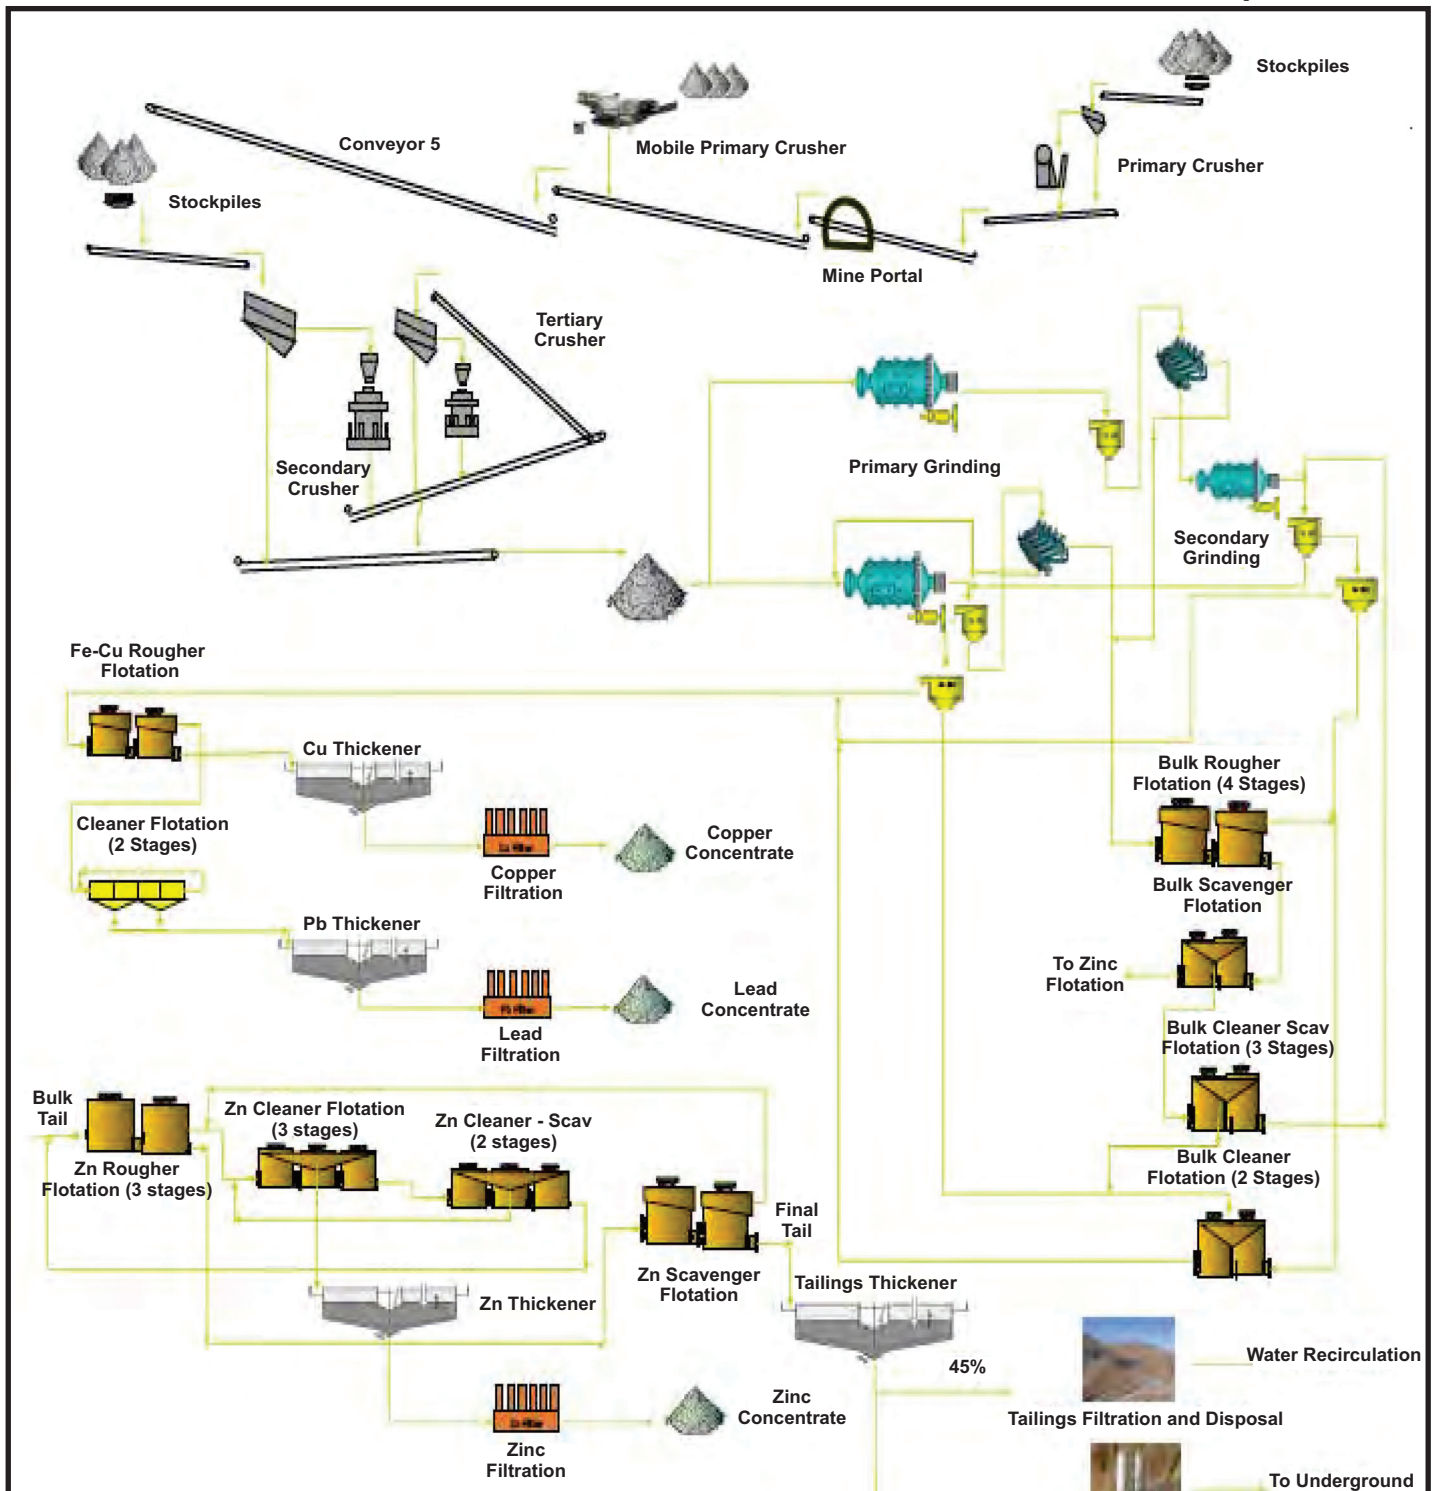 Stockpiles
Conveyor 5
Mobile Primary Crusher
Primary Crusher
Stockpiles
Mine Portal
Tertiary
Crusher
Secondary
Crusher
Primary Grinding
Secondary
Grinding
Fe-Cu Rougher
Flotation
Cu Thickener
Bulk Rougher
Flotation (4 Stages)
Cleaner Flotation
(2 Stages)
Copper
Concentrate
Copper
Filtration
Bulk Scavenger
Flotation
Pb Thickener
To Zinc
Flotation
Lead
Concentrate
Lead
Filtration
Bulk Cleaner Scav
Flotation (3 Stages)
Bulk
Tail
Zn Cleaner Flotation
(3 stages)
Zn Cleaner - Scav
(2 stages)
Zn Rougher
Flotation (3 stages)
Bulk Cleaner
Flotation (2 Stages)
Final
Tail
Zn Scavenger
Flotation
Tailings Thickener
Zn Thickener
45%
Water Recirculation
Zinc
Concentrate
Tailings Filtration and Disposal
Zinc
Filtration
To Underground